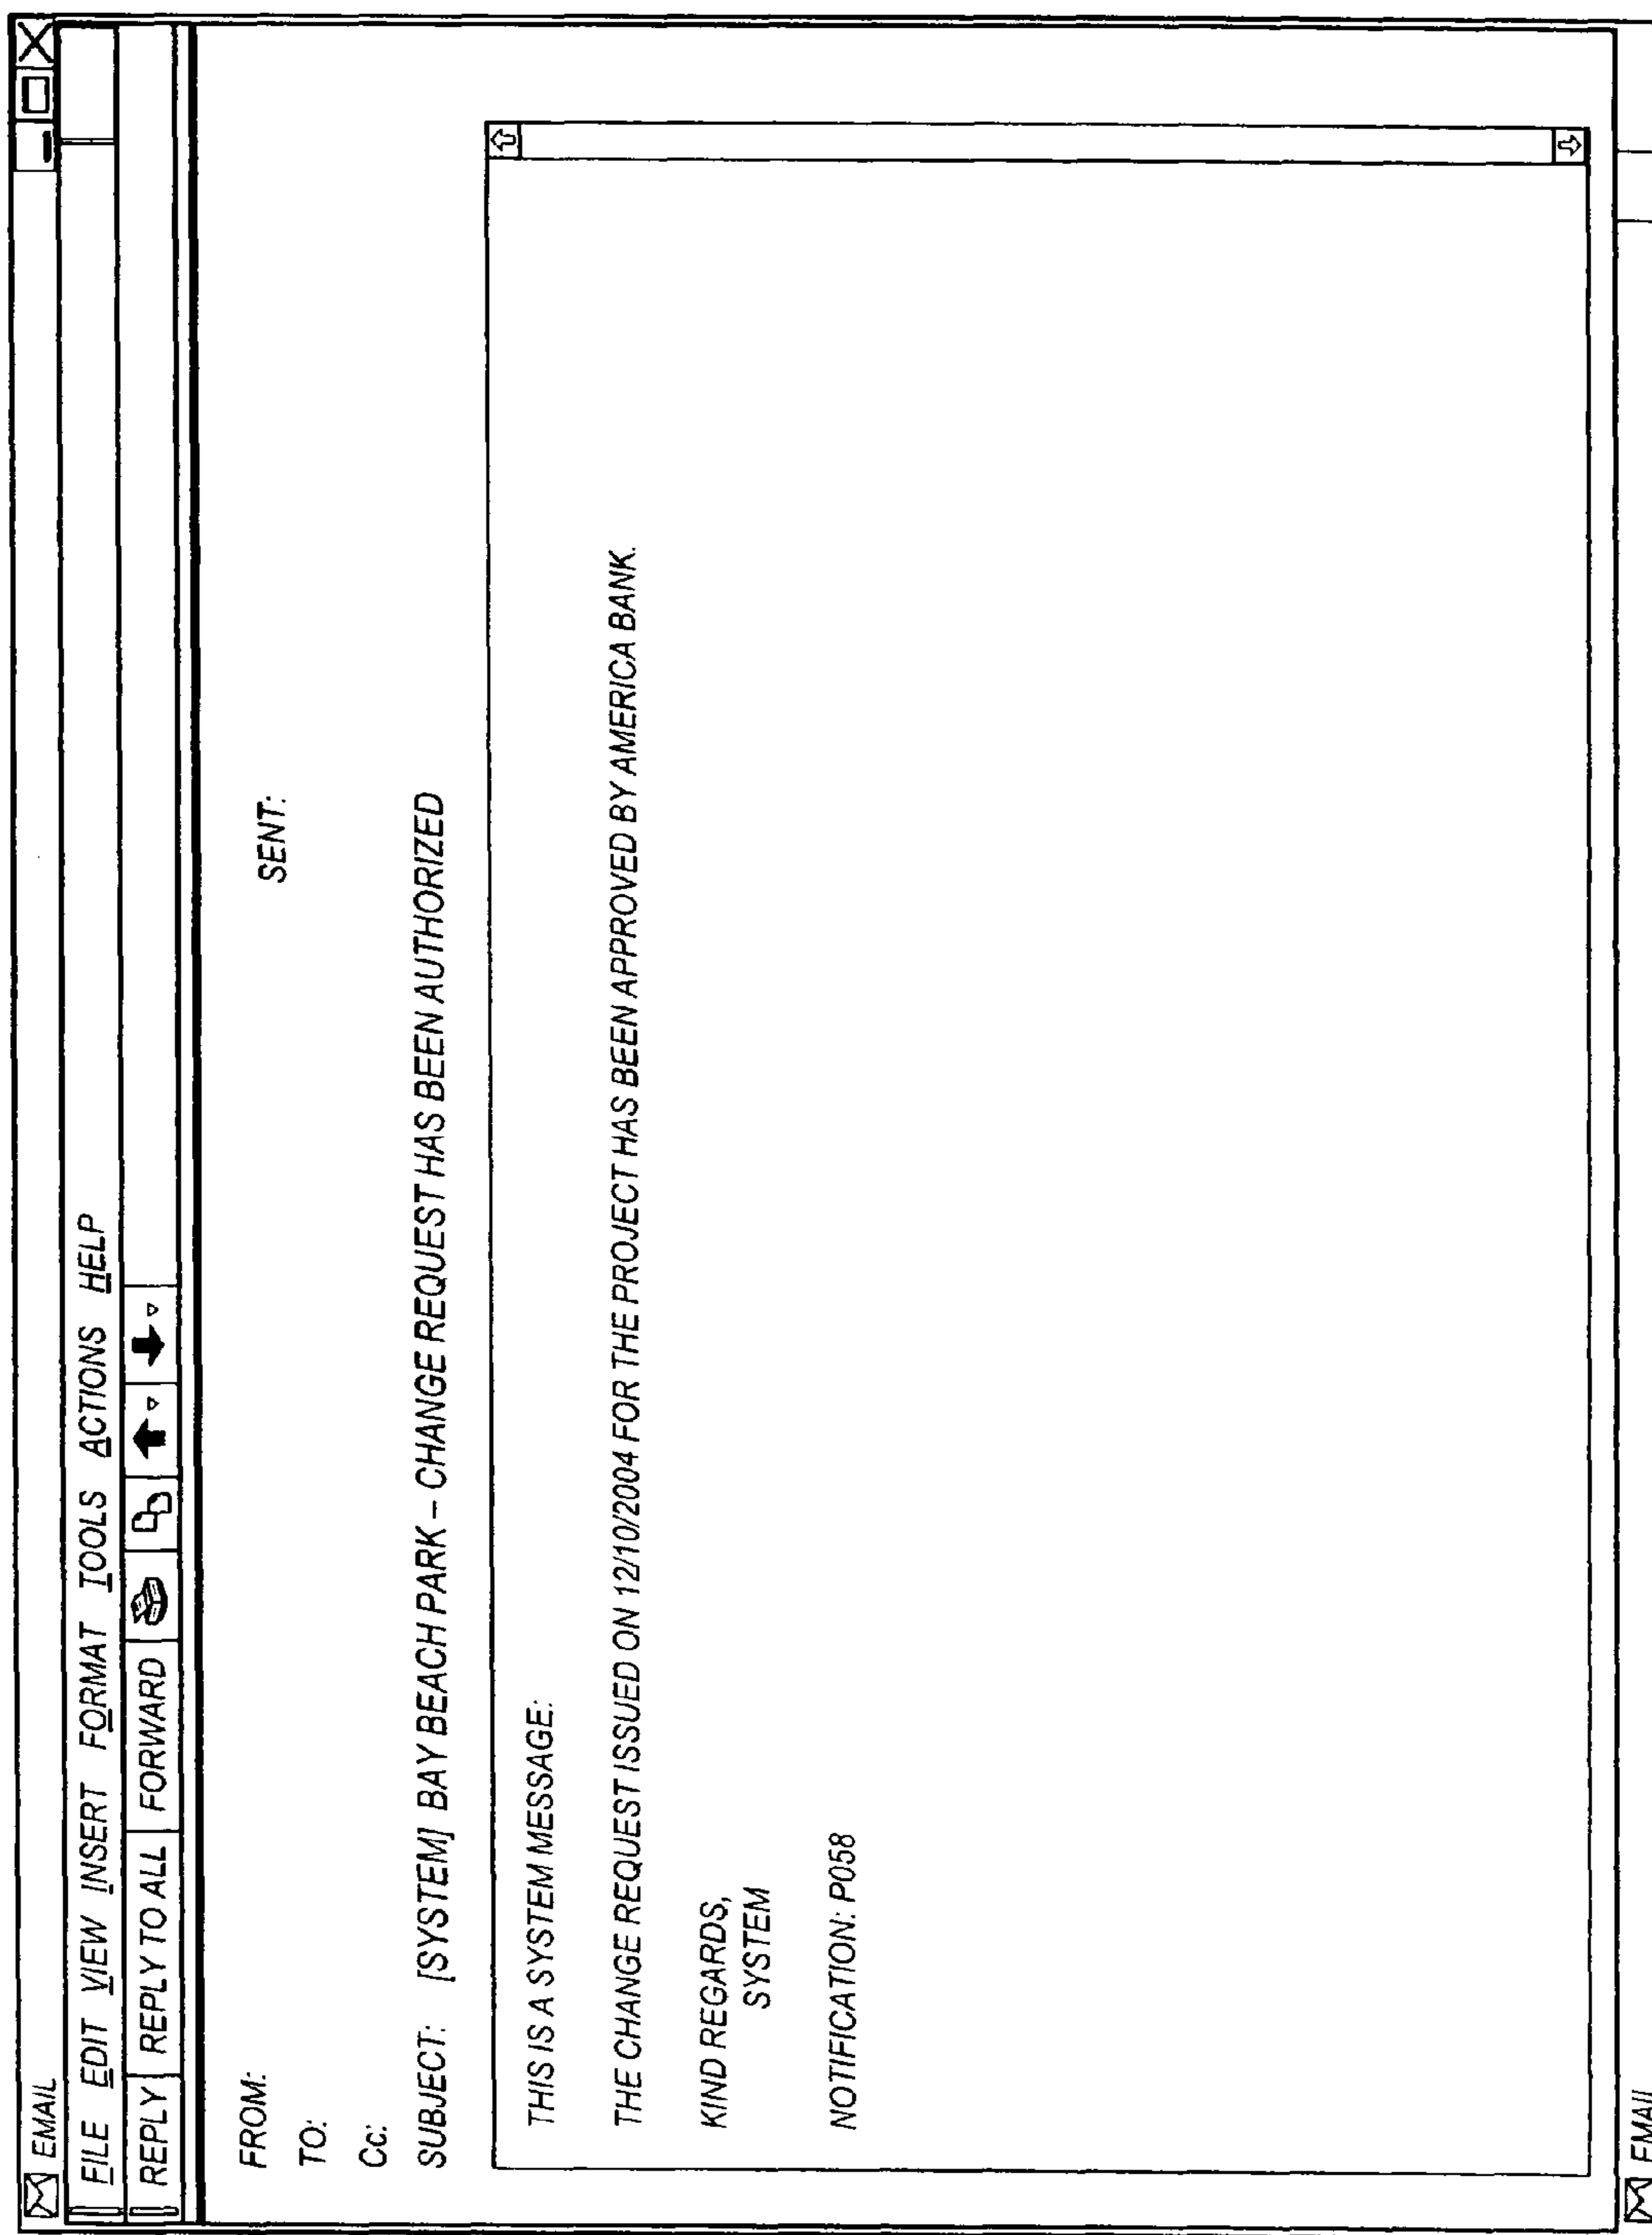 EMAIL
FILE EDIT VIEW INSERT FORMAT TOOLS ACTIONS HELP
REPLY REPLY TO ALL FORWARD
FROM: SENT:
TO:
Cc:
SUBJECT: [SYSTEM] BAY BEACH PARK – CHANGE REQUEST HAS BEEN AUTHORIZED
THIS IS A SYSTEM MESSAGE:
THE CHANGE REQUEST ISSUED ON 12/10/2004 FOR THE PROJECT HAS BEEN APPROVED BY AMERICA BANK.
KIND REGARDS,
SYSTEM
NOTIFICATION: P058
EMAIL